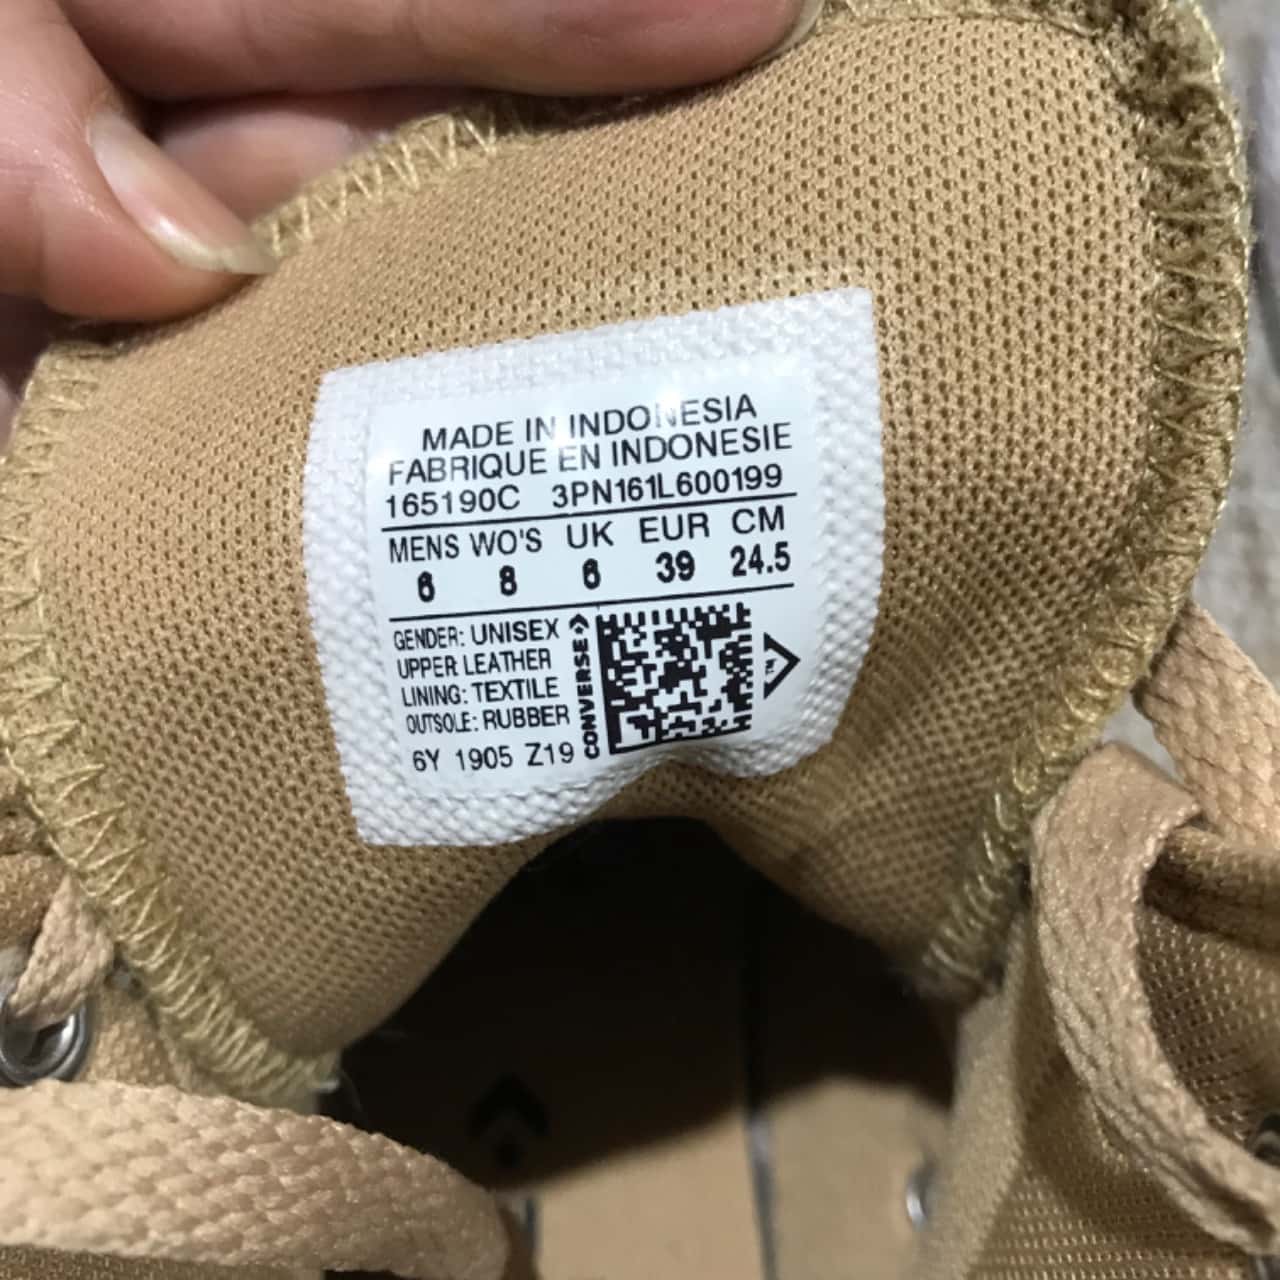 MADE IN INDONESIA
FABRIQUE EN INDONESIE
165190C 3PN161L600199
MENS WO'S UK EUR CM
6 8 6 39 24.5
GENDER: UNISEX
UPPER LEATHER
LINING: TEXTILE
OUTSOLE: RUBBER
6Y 1905 Z19
CONVERSE